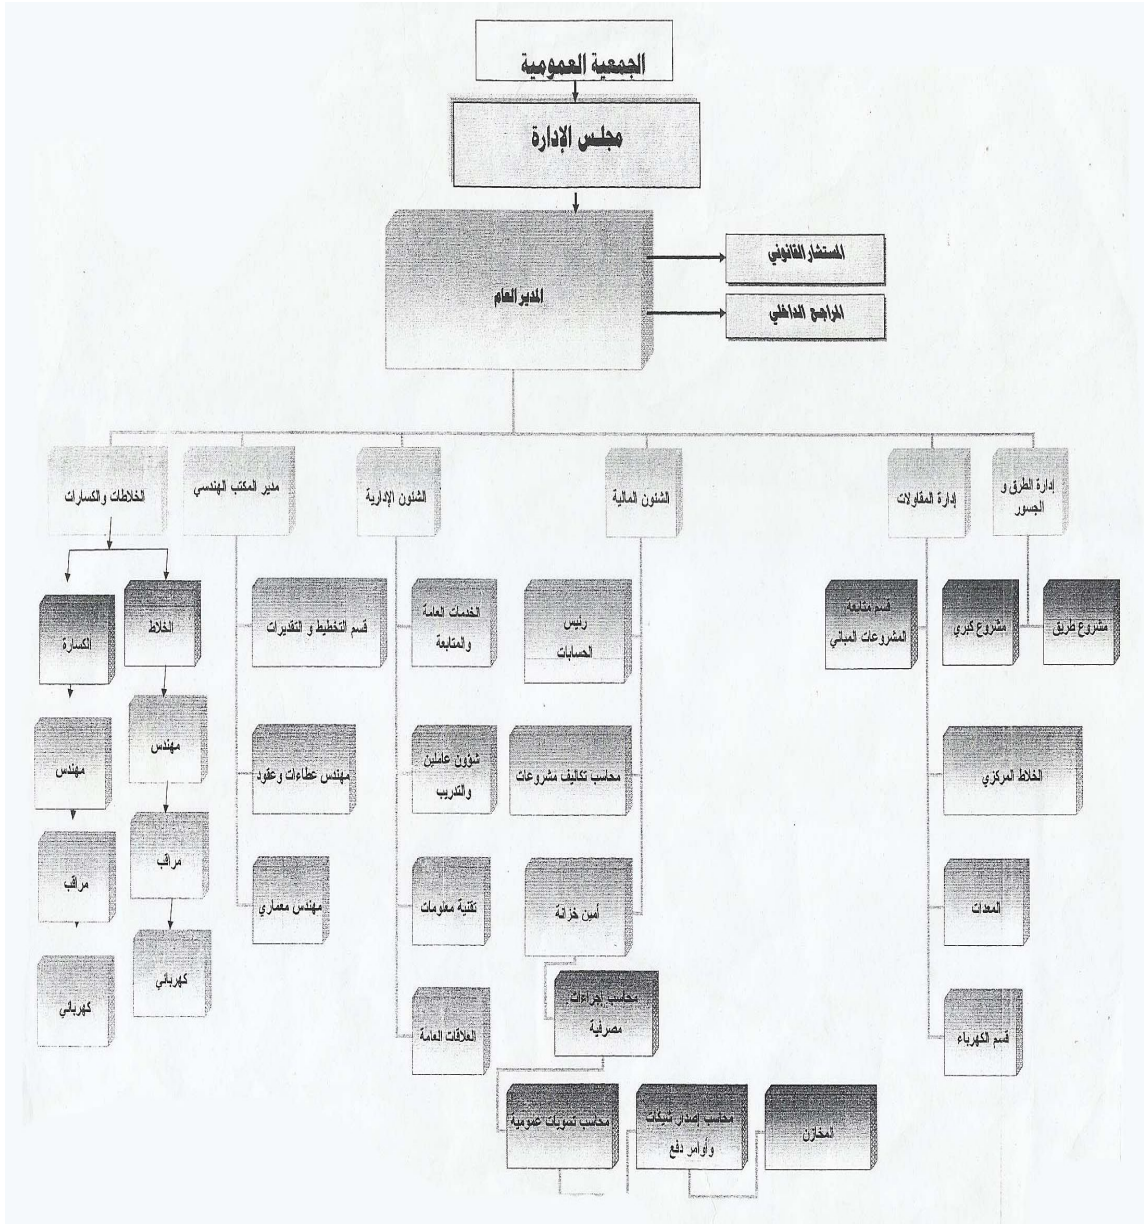 الجمعية العمومية
مجلس الإدارة
المدير العام
المستشار القانوني
المراجع الداخلي
إدارة الطرق و
الجسور
إدارة المقاولات
الشئون المالية
الشئون الإدارية
مدير المكتب الهندسي
الخلاطات والكسارات
مشروع طريق
مشروع كبري
قسم متابعة
المشروعات المباني
الخلاط المركزي
المعدات
قسم الكهرباء
رئيس
الحسابات
محاسب تكاليف مشروعات
أمين خزانة
محاسب إجراءات
مصرفية
محاسب تسويات عمومية
محاسب إصدار شيكات
وأوامر دفع
المخازن
الخدمات العامة
والمتابعة
شؤون عاملين
والتدريب
تقنية معلومات
العلاقات العامة
قسم التخطيط و التقديرات
مهندس عطاءات وعقود
مهندس معماري
الخلاط
مهندس
مراقب
كهربائي
الكسارة
مهندس
مراقب
كهربائي